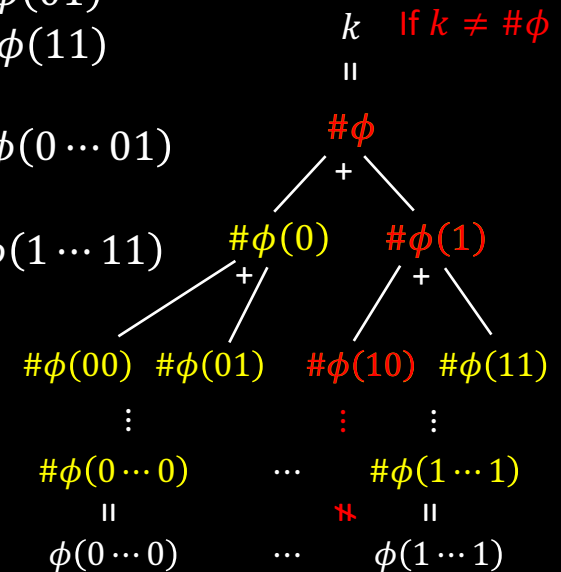 ϕ(01)
ϕ(11)
k If k ≠ #ϕ
=
#ϕ
ϕ(0 ⋯ 01)
+
#ϕ(0) #ϕ(1)
ϕ(1 ⋯ 11)
+ +
#ϕ(00) #ϕ(01) #ϕ(10) #ϕ(11)
⋮ ⋮ ⋮
#ϕ(0 ⋯ 0) ⋯ #ϕ(1 ⋯ 1)
= ≠ =
ϕ(0 ⋯ 0) ⋯ ϕ(1 ⋯ 1)